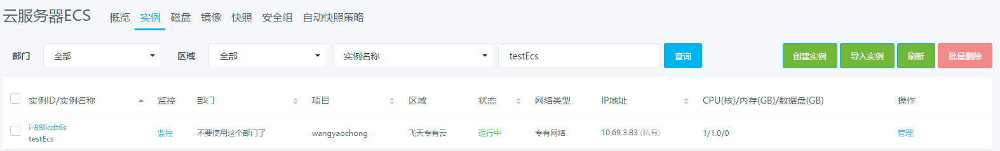 云服务器ECS 概览 实例 磁盘 镜像 快照 安全组 自动快照策略
部门 全部 区域 全部 实例名称 testEcs 查询 创建实例 导入实例 刷新 批量删除
实例ID/实例名称 监控 部门 项目 区域 状态 网络类型 IP地址 CPU(核)/内存(GB)/数据盘(GB) 操作
i-88licdt6s
testEcs 监控 不要使用这个部门了 wangyaochong 飞天专有云 运行中 专有网络 10.69.3.83 (私有) 1/1.0/0 管理